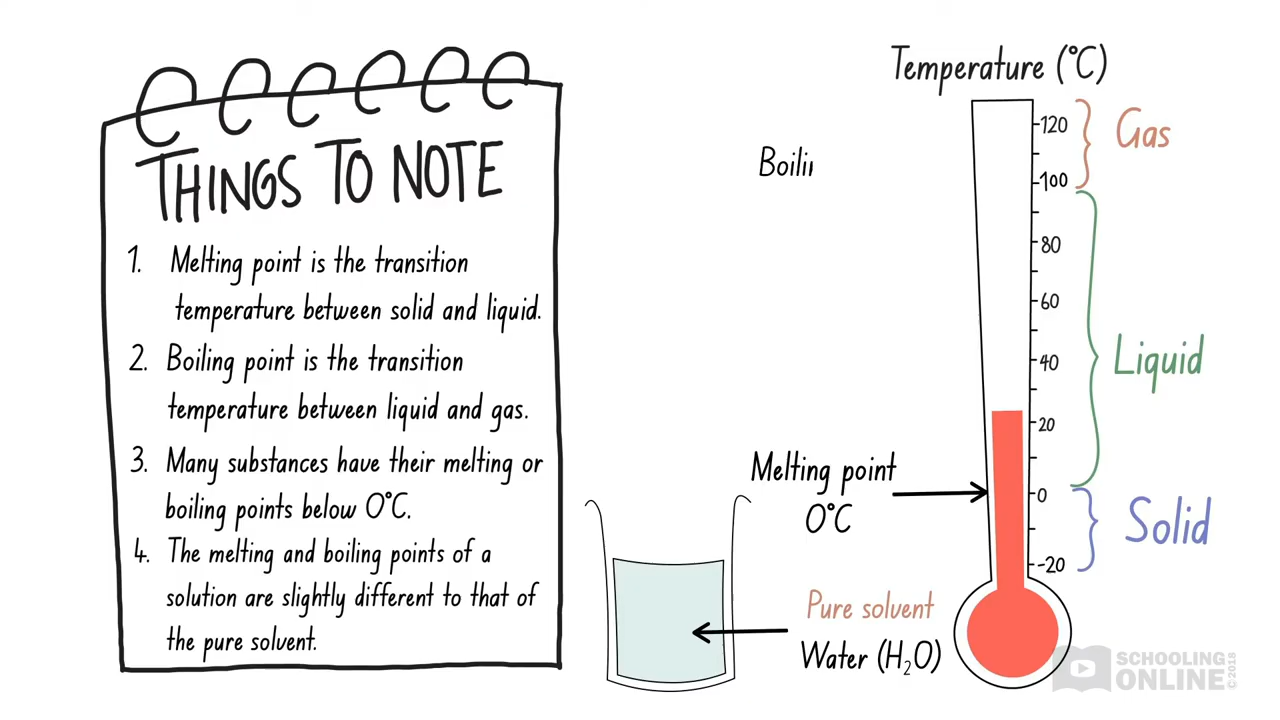 THINGS TO NOTE
1. Melting point is the transition
temperature between solid and liquid.
2. Boiling point is the transition
temperature between liquid and gas.
3. Many substances have their melting or
boiling points below 0°C.
4. The melting and boiling points of a
solution are slightly different to that of
the pure solvent.
Temperature (°C)
120
100
80
60
40
20
0
-20
Gas
Liquid
Solid
Melting point
0°C
Pure solvent
Water (H₂O)
SCHOOLING
ONLINE
©2018